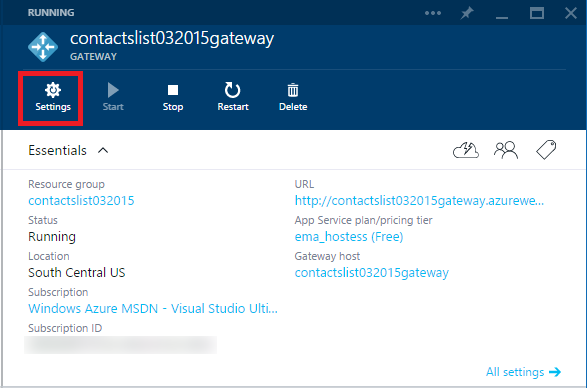 RUNNING
contactslist032015gateway
GATEWAY
Settings Start Stop Restart Delete
Essentials
Resource group
contactslist032015
Status
Running
Location
South Central US
Subscription
Windows Azure MSDN - Visual Studio Ulti...
Subscription ID
URL
http://contactslist032015gateway.azurewe...
App Service plan/pricing tier
ema_hostess (Free)
Gateway host
contactslist032015gateway
All settings